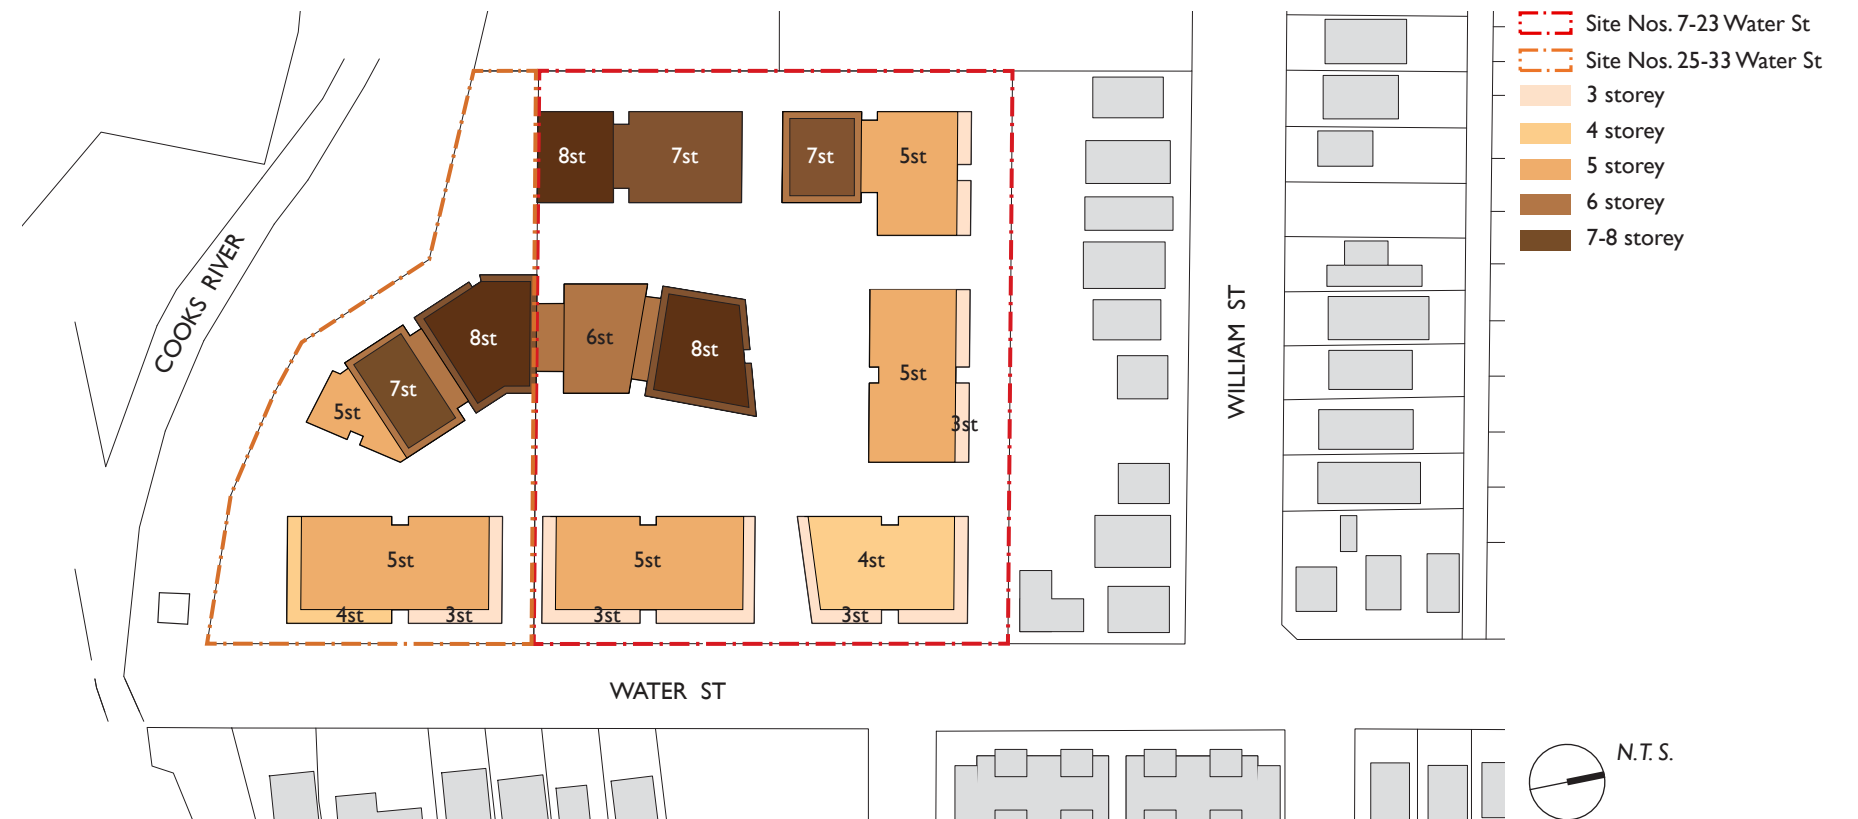 Site Nos. 7-23 Water St
Site Nos. 25-33 Water St
3 storey
4 storey
5 storey
6 storey
7-8 storey
8st
7st
7st
5st
COOKS RIVER
8st
6st
8st
7st
5st
5st
3st
WILLIAM ST
5st
5st
4st
4st
3st
3st
3st
WATER ST
N.T.S.